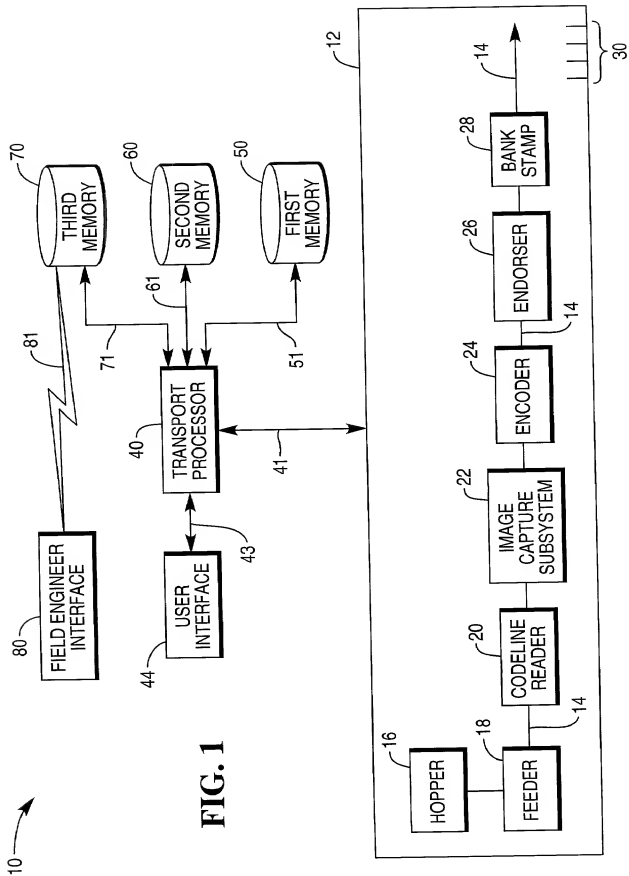 10
FIG. 1
80
FIELD ENGINEER
INTERFACE
81
70
THIRD
MEMORY
71
60
SECOND
MEMORY
61
50
FIRST
MEMORY
51
44
USER
INTERFACE
43
40
TRANSPORT
PROCESSOR
41
12
16
HOPPER
18
FEEDER
14
20
CODELINE
READER
22
IMAGE
CAPTURE
SUBSYSTEM
24
ENCODER
14
26
ENDORSER
28
BANK
STAMP
14
30